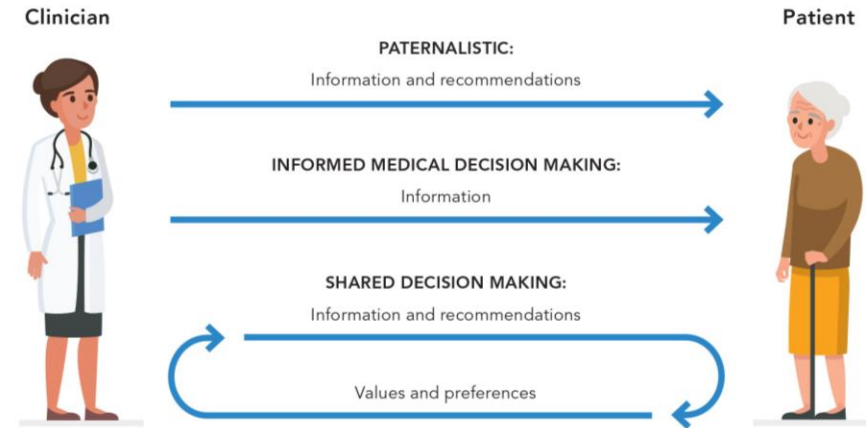 Clinician
Patient
PATERNALISTIC:
Information and recommendations
INFORMED MEDICAL DECISION MAKING:
Information
SHARED DECISION MAKING:
Information and recommendations
Values and preferences